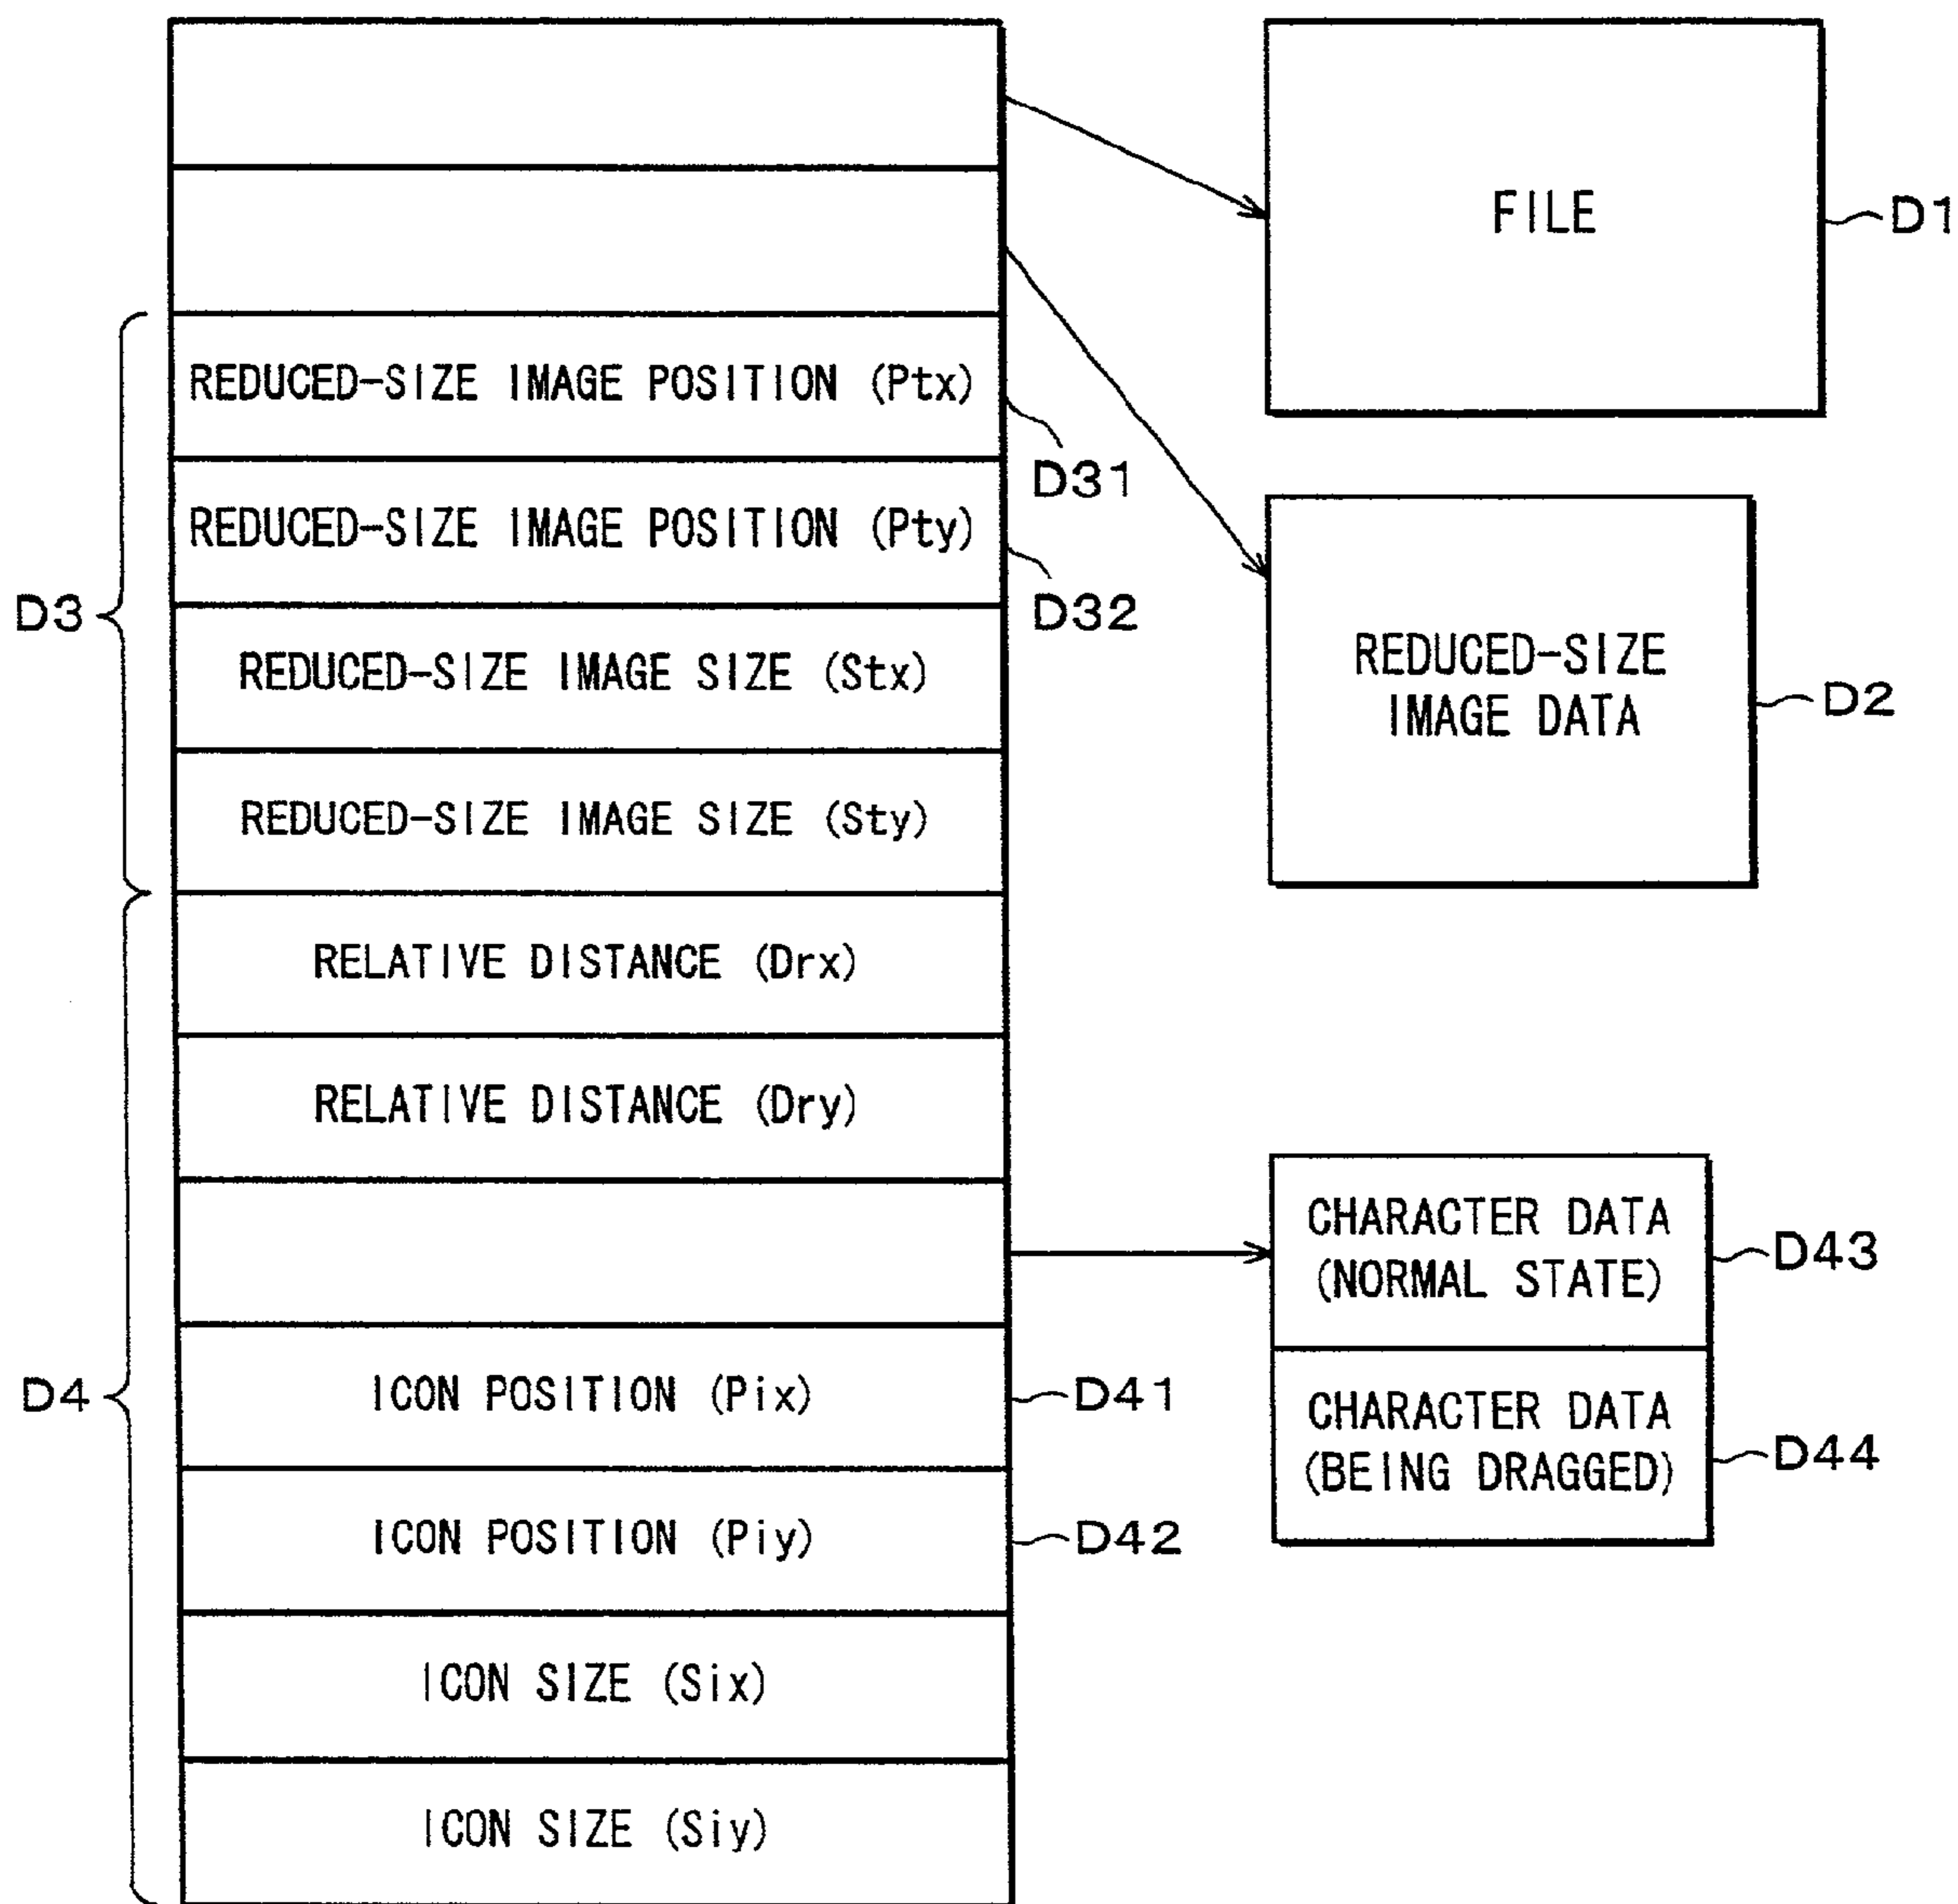 FILE
D1
REDUCED-SIZE IMAGE POSITION (Ptx)
D31
REDUCED-SIZE IMAGE POSITION (Pty)
D32
D3
REDUCED-SIZE IMAGE SIZE (Stx)
REDUCED-SIZE
IMAGE DATA
D2
REDUCED-SIZE IMAGE SIZE (Sty)
RELATIVE DISTANCE (Drx)
RELATIVE DISTANCE (Dry)
CHARACTER DATA
(NORMAL STATE)
D43
D4
ICON POSITION (Pix)
D41
CHARACTER DATA
(BEING DRAGGED)
D44
ICON POSITION (Piy)
D42
ICON SIZE (Six)
ICON SIZE (Siy)